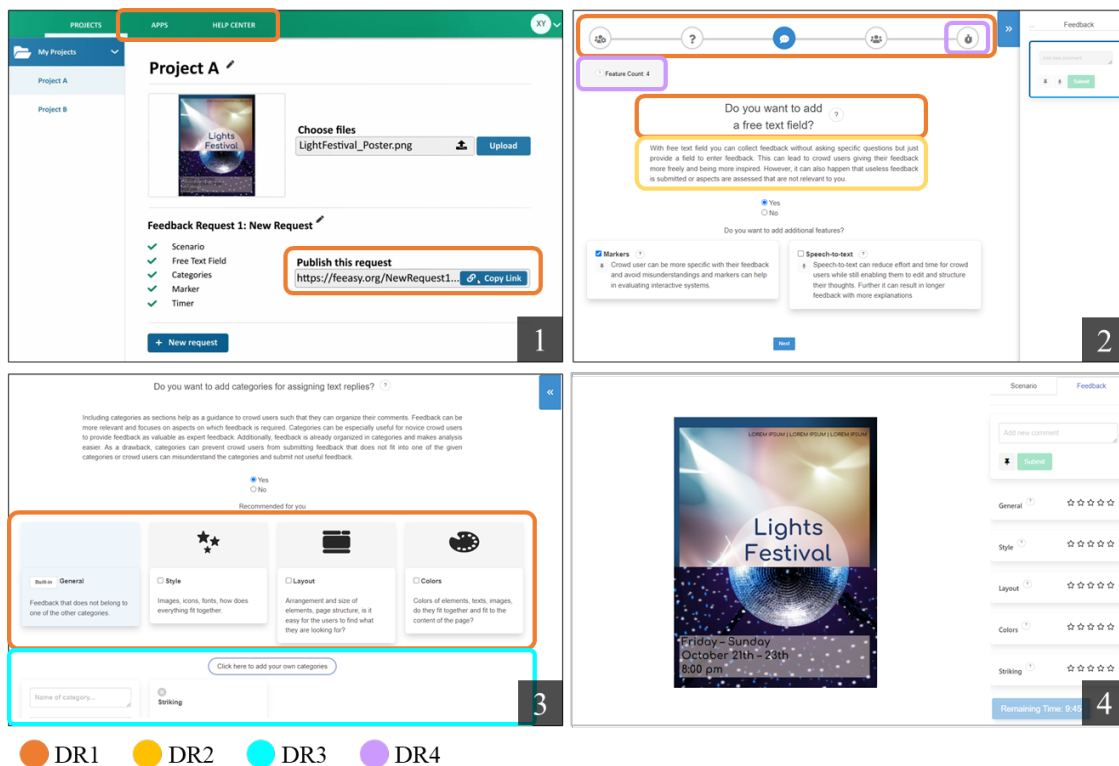 PROJECTS APPS HELP CENTER XY
My Projects
Project A
Project B
Project A
Lights
Festival
Choose files
LightFestival_Poster.png Upload
Feedback Request 1: New Request
Scenario
Free Text Field
Categories
Marker
Timer
Publish this request
https://feeasy.org/NewRequest1... Copy Link
+ New request
1
?
»
Feature Count: 4
Do you want to add
a free text field?
?
With free text field you can collect feedback without asking specific questions but just
provide a field to enter feedback. This can lead to crowd users giving their feedback
more freely and being more inspired. However, it can also happen that useless feedback
is submitted or aspects are assessed that are not relevant to you.
Yes
No
Do you want to add additional features?
Markers ?
Crowd user can be more specific with their feedback
and avoid misunderstandings and markers can help
in evaluating interactive systems.
Speech-to-text ?
Speech-to-text can reduce effort and time for crowd
users while still enabling them to edit and structure
their thoughts. Further it can result in longer
feedback with more explanations
Next
... Feedback
Add new comment
Submit
2
Do you want to add categories for assigning text replies? ?
«
Including categories as sections help as a guidance to crowd users such that they can organize their comments. Feedback can be
more relevant and focuses on aspects on which feedback is required. Categories can be especially useful for novice crowd users
to provide feedback as valuable as expert feedback. Additionally, feedback is already organized in categories and makes analysis
easier. As a drawback, categories can prevent crowd users from submitting feedback that does not fit into one of the given
categories or crowd users can misunderstand the categories and submit not useful feedback.
Yes
No
Recommended for you
Built-in General
Feedback that does not belong to
one of the other categories.
Style
Images, icons, fonts, how does
everything fit together.
Layout
Arrangement and size of
elements, page structure, is it
easy for the users to find what
they are looking for?
Colors
Colors of elements, texts, images,
do they fit together and fit to the
content of the page?
Click here to add your own categories
Name of category...
Striking
3
LOREM IPSUM | LOREM IPSUM | LOREM IPSUM
Lights
Festival
Friday – Sunday
October 21th – 23th
8:00 pm
Scenario Feedback
Add new comment
Submit
General ?
Style ?
Layout ?
Colors ?
Striking ?
Remaining Time: 9:45
4
DR1 DR2 DR3 DR4